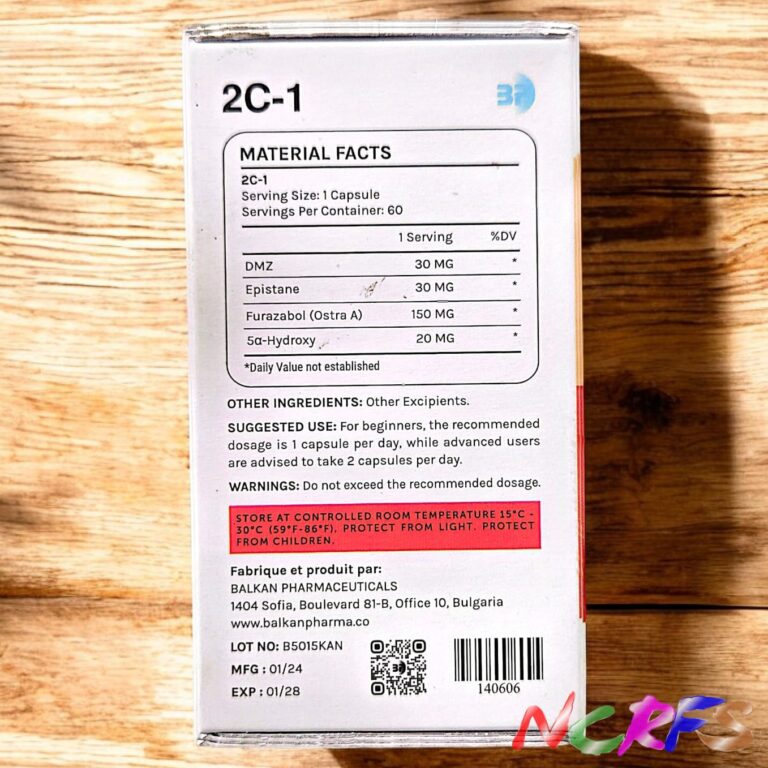 2C-1
BP
MATERIAL FACTS
2C-1
Serving Size: 1 Capsule
Servings Per Container: 60
1 Serving %DV
DMZ 30 MG *
Epistane 30 MG *
Furazabol (Ostra A) 150 MG *
5α-Hydroxy 20 MG *
*Daily Value not established
OTHER INGREDIENTS: Other Excipients.
SUGGESTED USE: For beginners, the recommended
dosage is 1 capsule per day, while advanced users
are advised to take 2 capsules per day.
WARNINGS: Do not exceed the recommended dosage.
STORE AT CONTROLLED ROOM TEMPERATURE 15°C -
30°C (59°F-86°F). PROTECT FROM LIGHT. PROTECT
FROM CHILDREN.
Fabrique et produit par:
BALKAN PHARMACEUTICALS
1404 Sofia, Boulevard 81-B, Office 10, Bulgaria
www.balkanpharma.co
LOT NO: B5015KAN
MFG : 01/24
EXP : 01/28
BP
140606
NCRFS